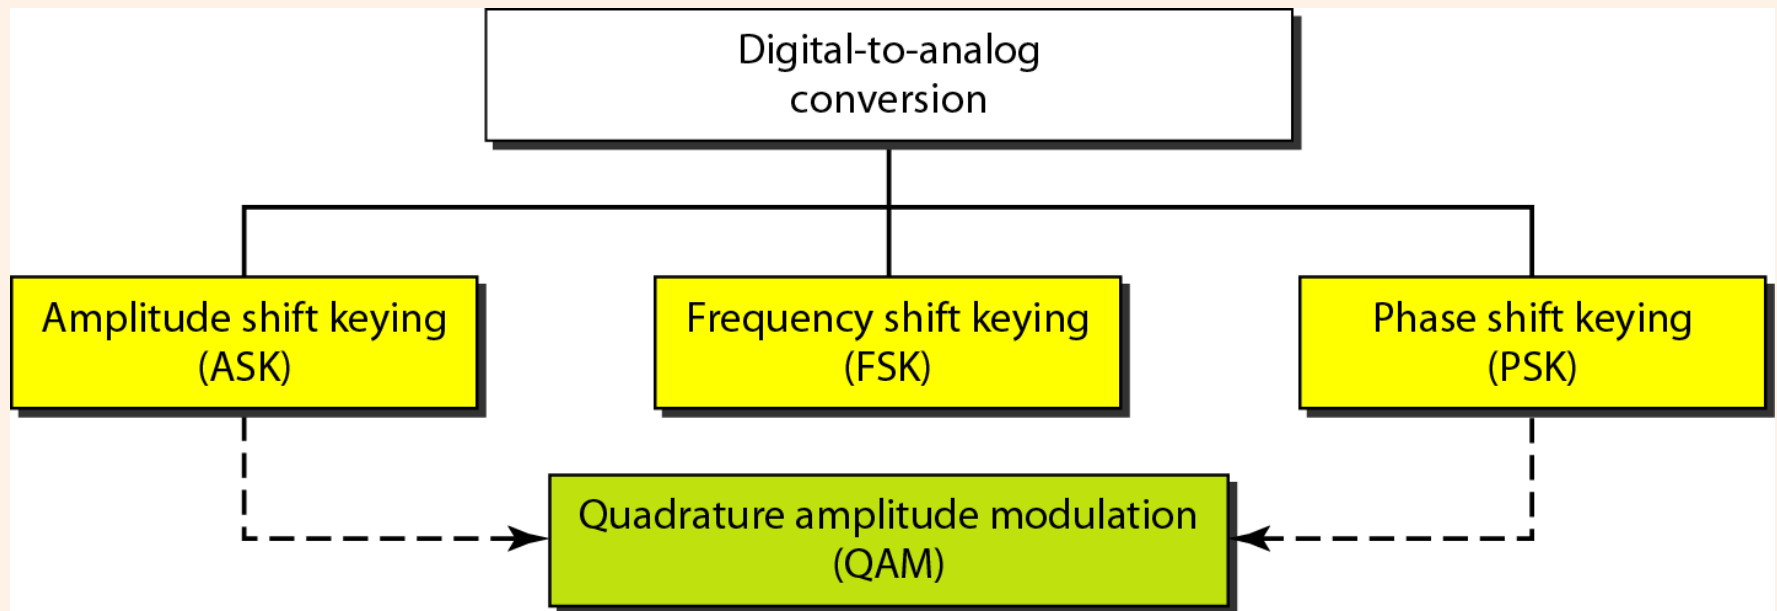 Digital-to-analog
conversion
Amplitude shift keying
(ASK)
Frequency shift keying
(FSK)
Phase shift keying
(PSK)
Quadrature amplitude modulation
(QAM)